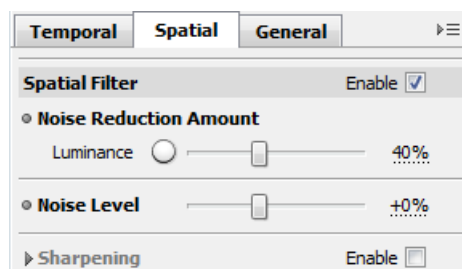 Temporal Spatial General
Spatial Filter Enable
Noise Reduction Amount
Luminance 40%
Noise Level +0%
Sharpening Enable